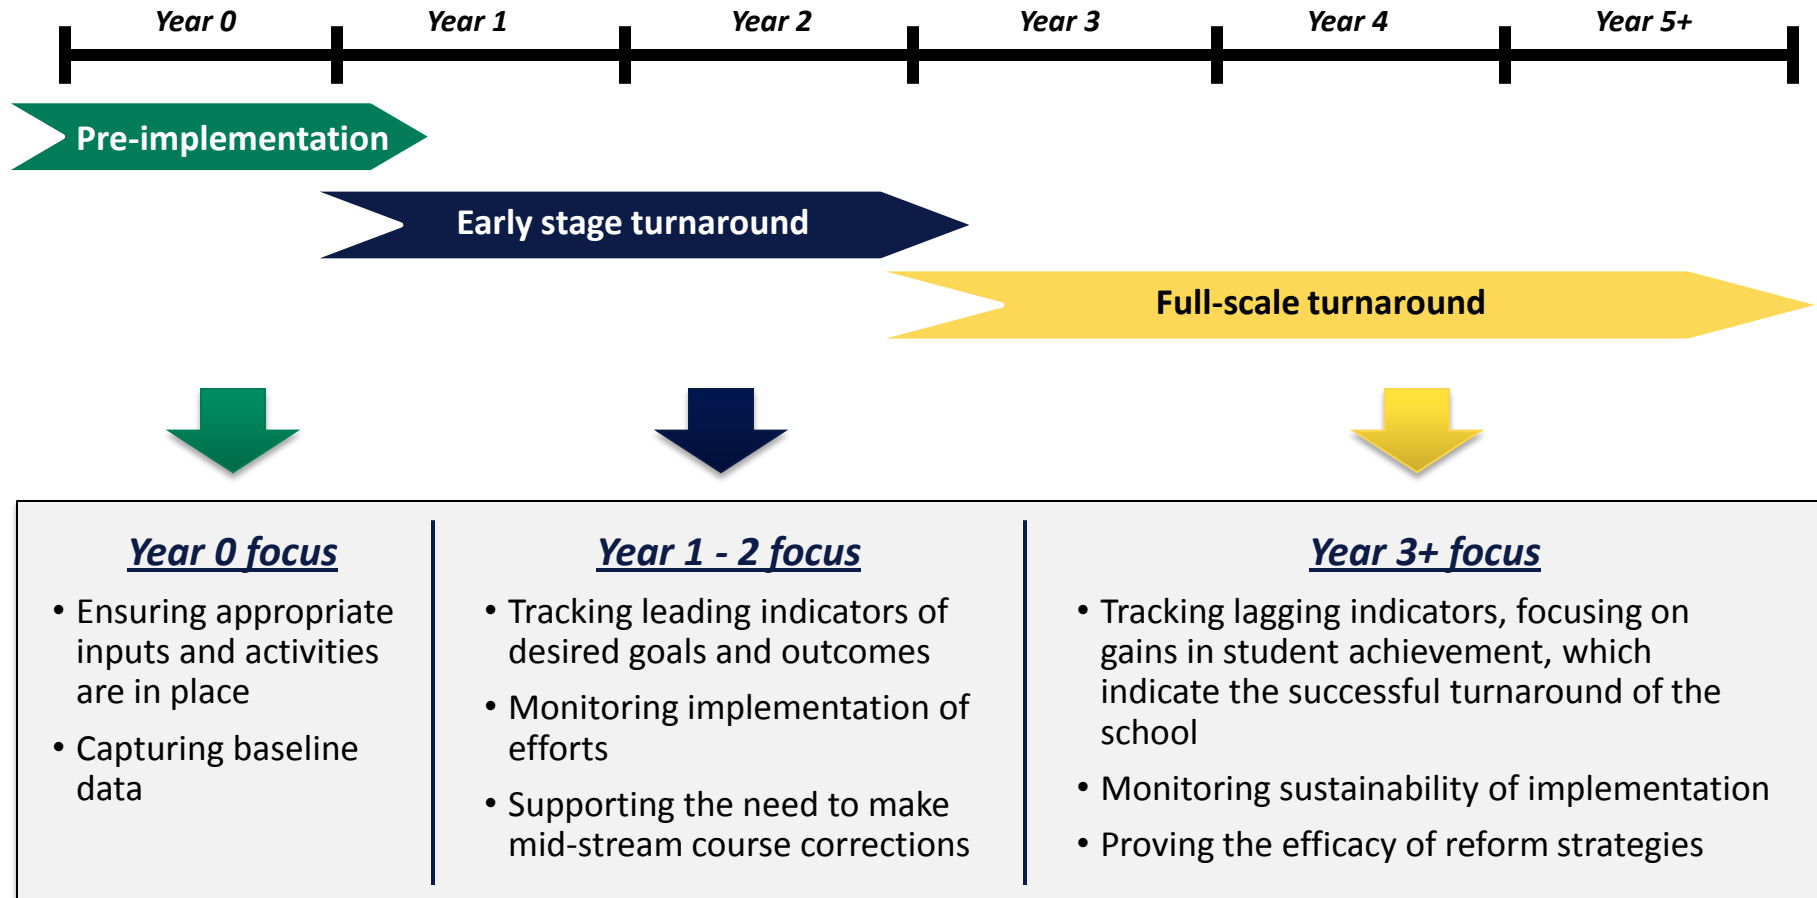 Year 0
Year 1
Year 2
Year 3
Year 4
Year 5+
Pre-implementation
Early stage turnaround
Full-scale turnaround
Year 0 focus
• Ensuring appropriate
inputs and activities
are in place
• Capturing baseline
data
Year 1 - 2 focus
• Tracking leading indicators of
desired goals and outcomes
• Monitoring implementation of
efforts
• Supporting the need to make
mid-stream course corrections
Year 3+ focus
• Tracking lagging indicators, focusing on
gains in student achievement, which
indicate the successful turnaround of the
school
• Monitoring sustainability of implementation
• Proving the efficacy of reform strategies